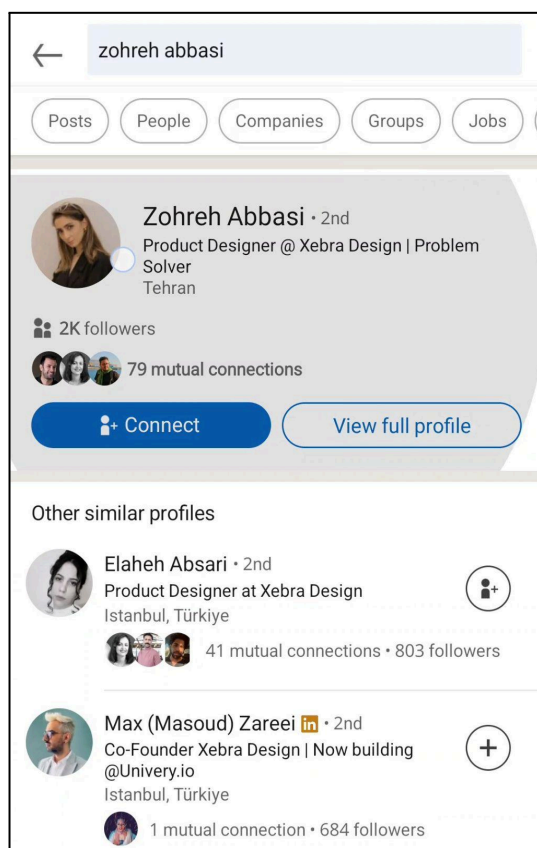 zohreh abbasi
Posts
People
Companies
Groups
Jobs
Zohreh Abbasi • 2nd
Product Designer @ Xebra Design | Problem
Solver
Tehran
2K followers
79 mutual connections
Connect
View full profile
Other similar profiles
Elaheh Absari • 2nd
Product Designer at Xebra Design
Istanbul, Türkiye
41 mutual connections • 803 followers
Max (Masoud) Zareei in • 2nd
Co-Founder Xebra Design | Now building
@Univery.io
Istanbul, Türkiye
1 mutual connection • 684 followers